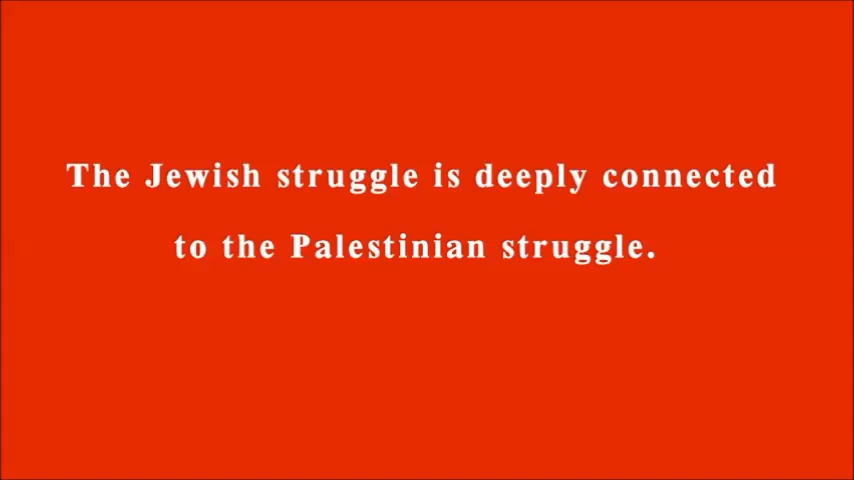 The Jewish struggle is deeply connected
to the Palestinian struggle.